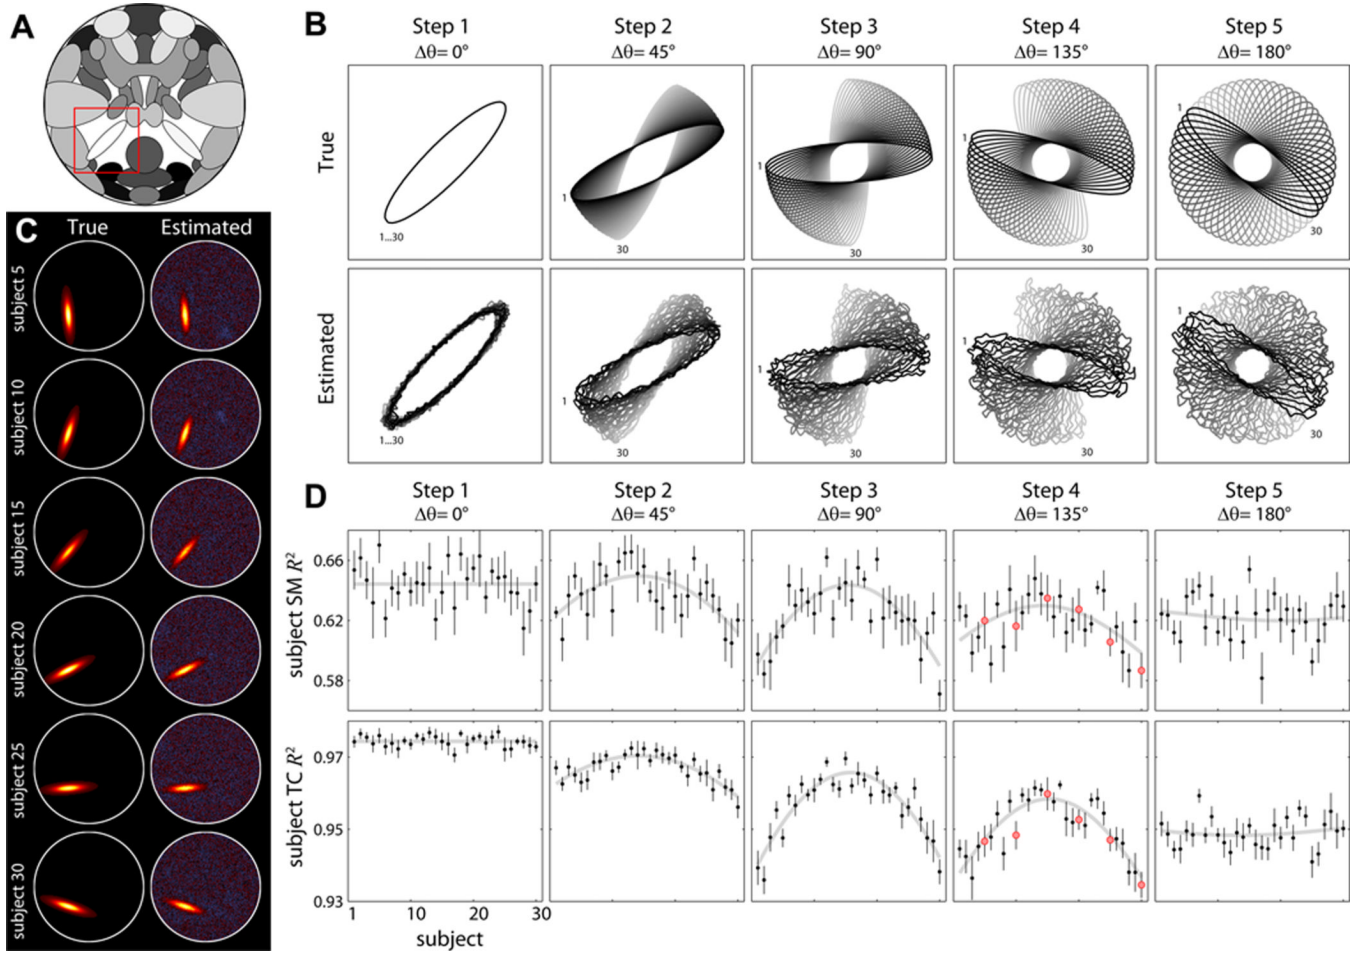 A
B
Step 1
Step 2
Step 3
Step 4
Step 5
Δθ= 0°
Δθ= 45°
Δθ= 90°
Δθ= 135°
Δθ= 180°
True
1...30
1
30
1
30
1
30
1
30
Estimated
1...30
1
30
1
30
1
30
1
30
C
True
Estimated
subject 5
subject 10
subject 15
subject 20
subject 25
subject 30
D
Step 1
Step 2
Step 3
Step 4
Step 5
Δθ= 0°
Δθ= 45°
Δθ= 90°
Δθ= 135°
Δθ= 180°
subject SM R²
0.66
0.62
0.58
subject TC R²
0.97
0.95
0.93
1 10 20 30
subject